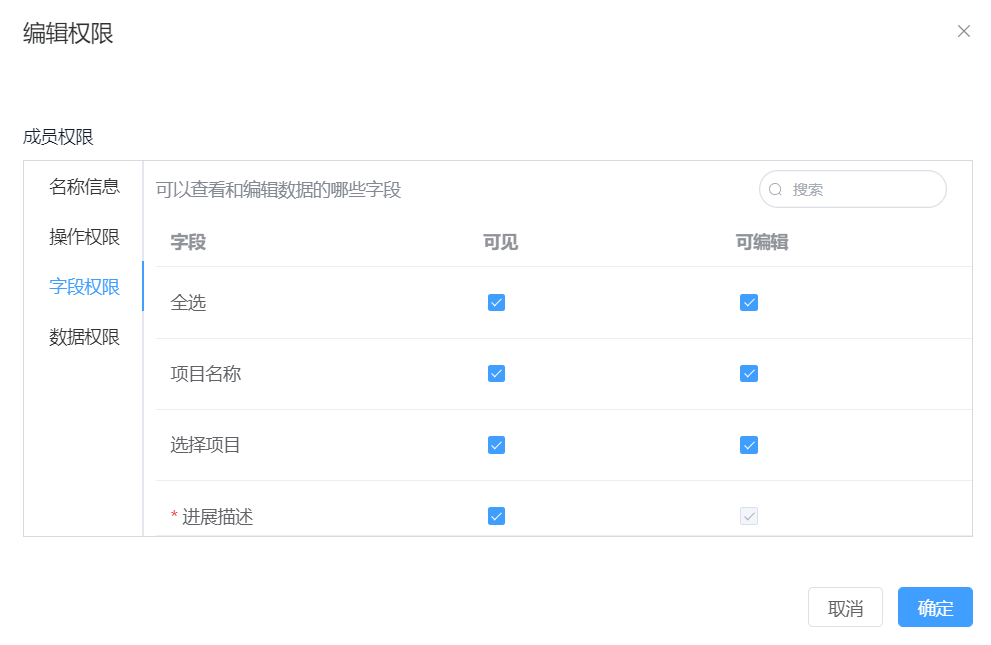 编辑权限
成员权限
名称信息
操作权限
字段权限
数据权限
可以查看和编辑数据的哪些字段
搜索
字段 可见 可编辑
全选
项目名称
选择项目
* 进展描述
取消 确定